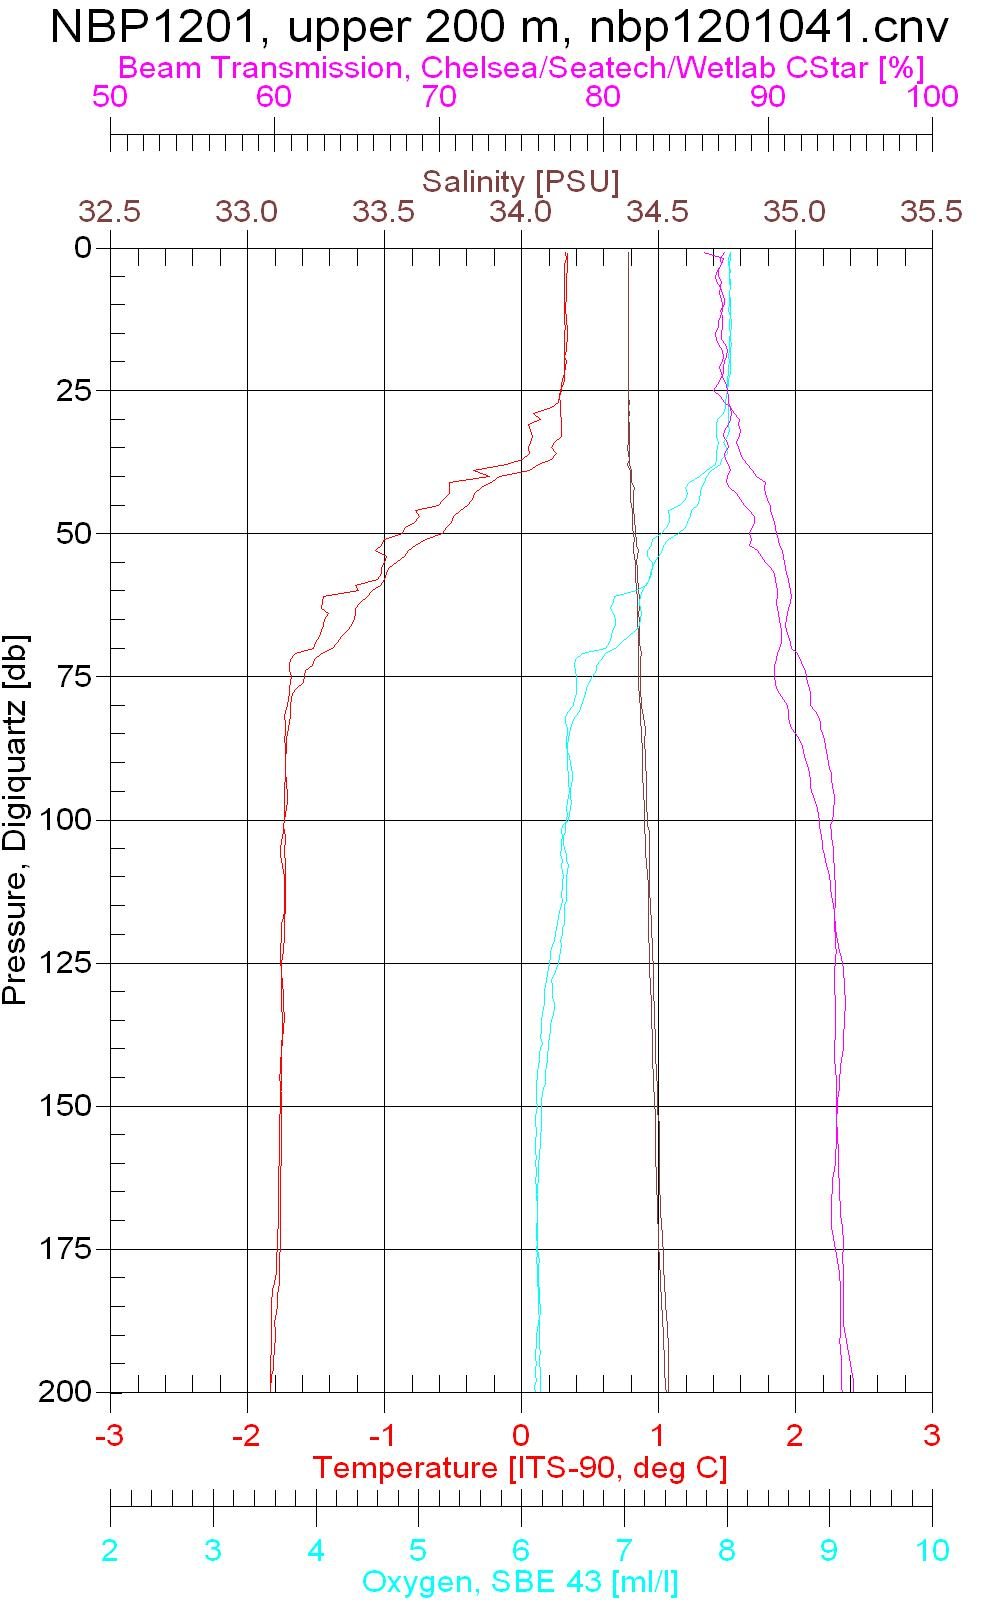 NBP1201, upper 200 m, nbp1201041.cnv
Beam Transmission, Chelsea/Seatech/Wetlab CStar [%]
50 60 70 80 90 100
Salinity [PSU]
32.5 33.0 33.5 34.0 34.5 35.0 35.5
0
25
50
75
100
125
150
175
200
Pressure, Digiquartz [db]
-3 -2 -1 0 1 2 3
Temperature [ITS-90, deg C]
2 3 4 5 6 7 8 9 10
Oxygen, SBE 43 [ml/l]